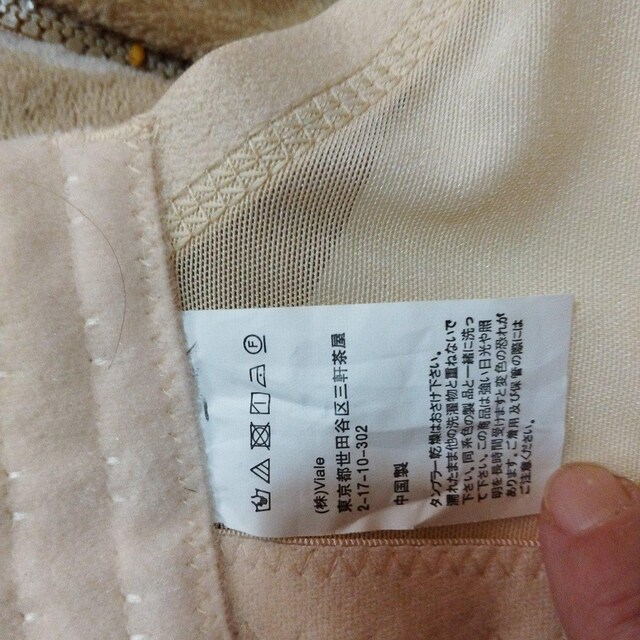 (株)Viale
東京都世田谷区三軒茶屋
2-17-10-302
中国製
タンブラー乾燥はおさけ下さい。
濡れたまま他の洗濯物と重ねないで
下さい。同系色の製品と一緒に洗っ
て下さい。この商品は強い日光や照
明を長時間受けますと変色の恐れが
あります。ご着用及び保管の際には
ご注意ください。